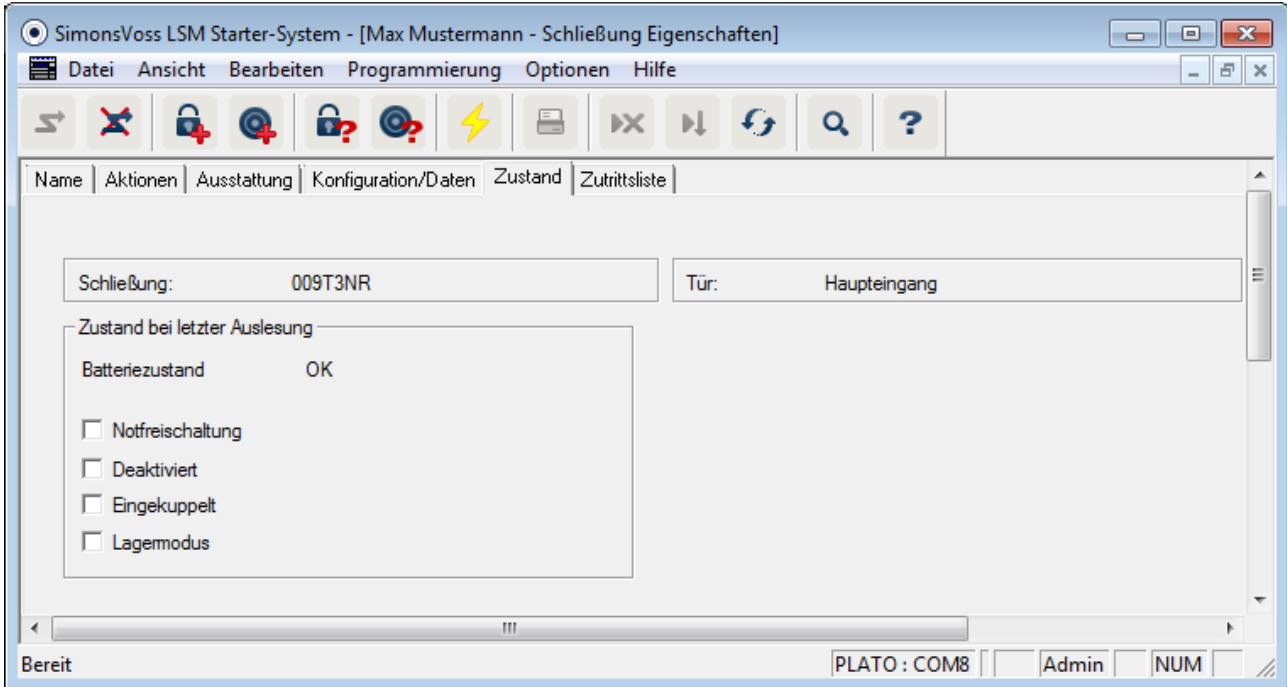 SimonsVoss LSM Starter-System - [Max Mustermann - Schließung Eigenschaften]
Datei Ansicht Bearbeiten Programmierung Optionen Hilfe
Name Aktionen Ausstattung Konfiguration/Daten Zustand Zutrittsliste
Schließung: 009T3NR Tür: Haupteingang
Zustand bei letzter Auslesung
Batteriezustand OK
Notfreischaltung
Deaktiviert
Eingekuppelt
Lagermodus
Bereit PLATO : COM8 Admin NUM